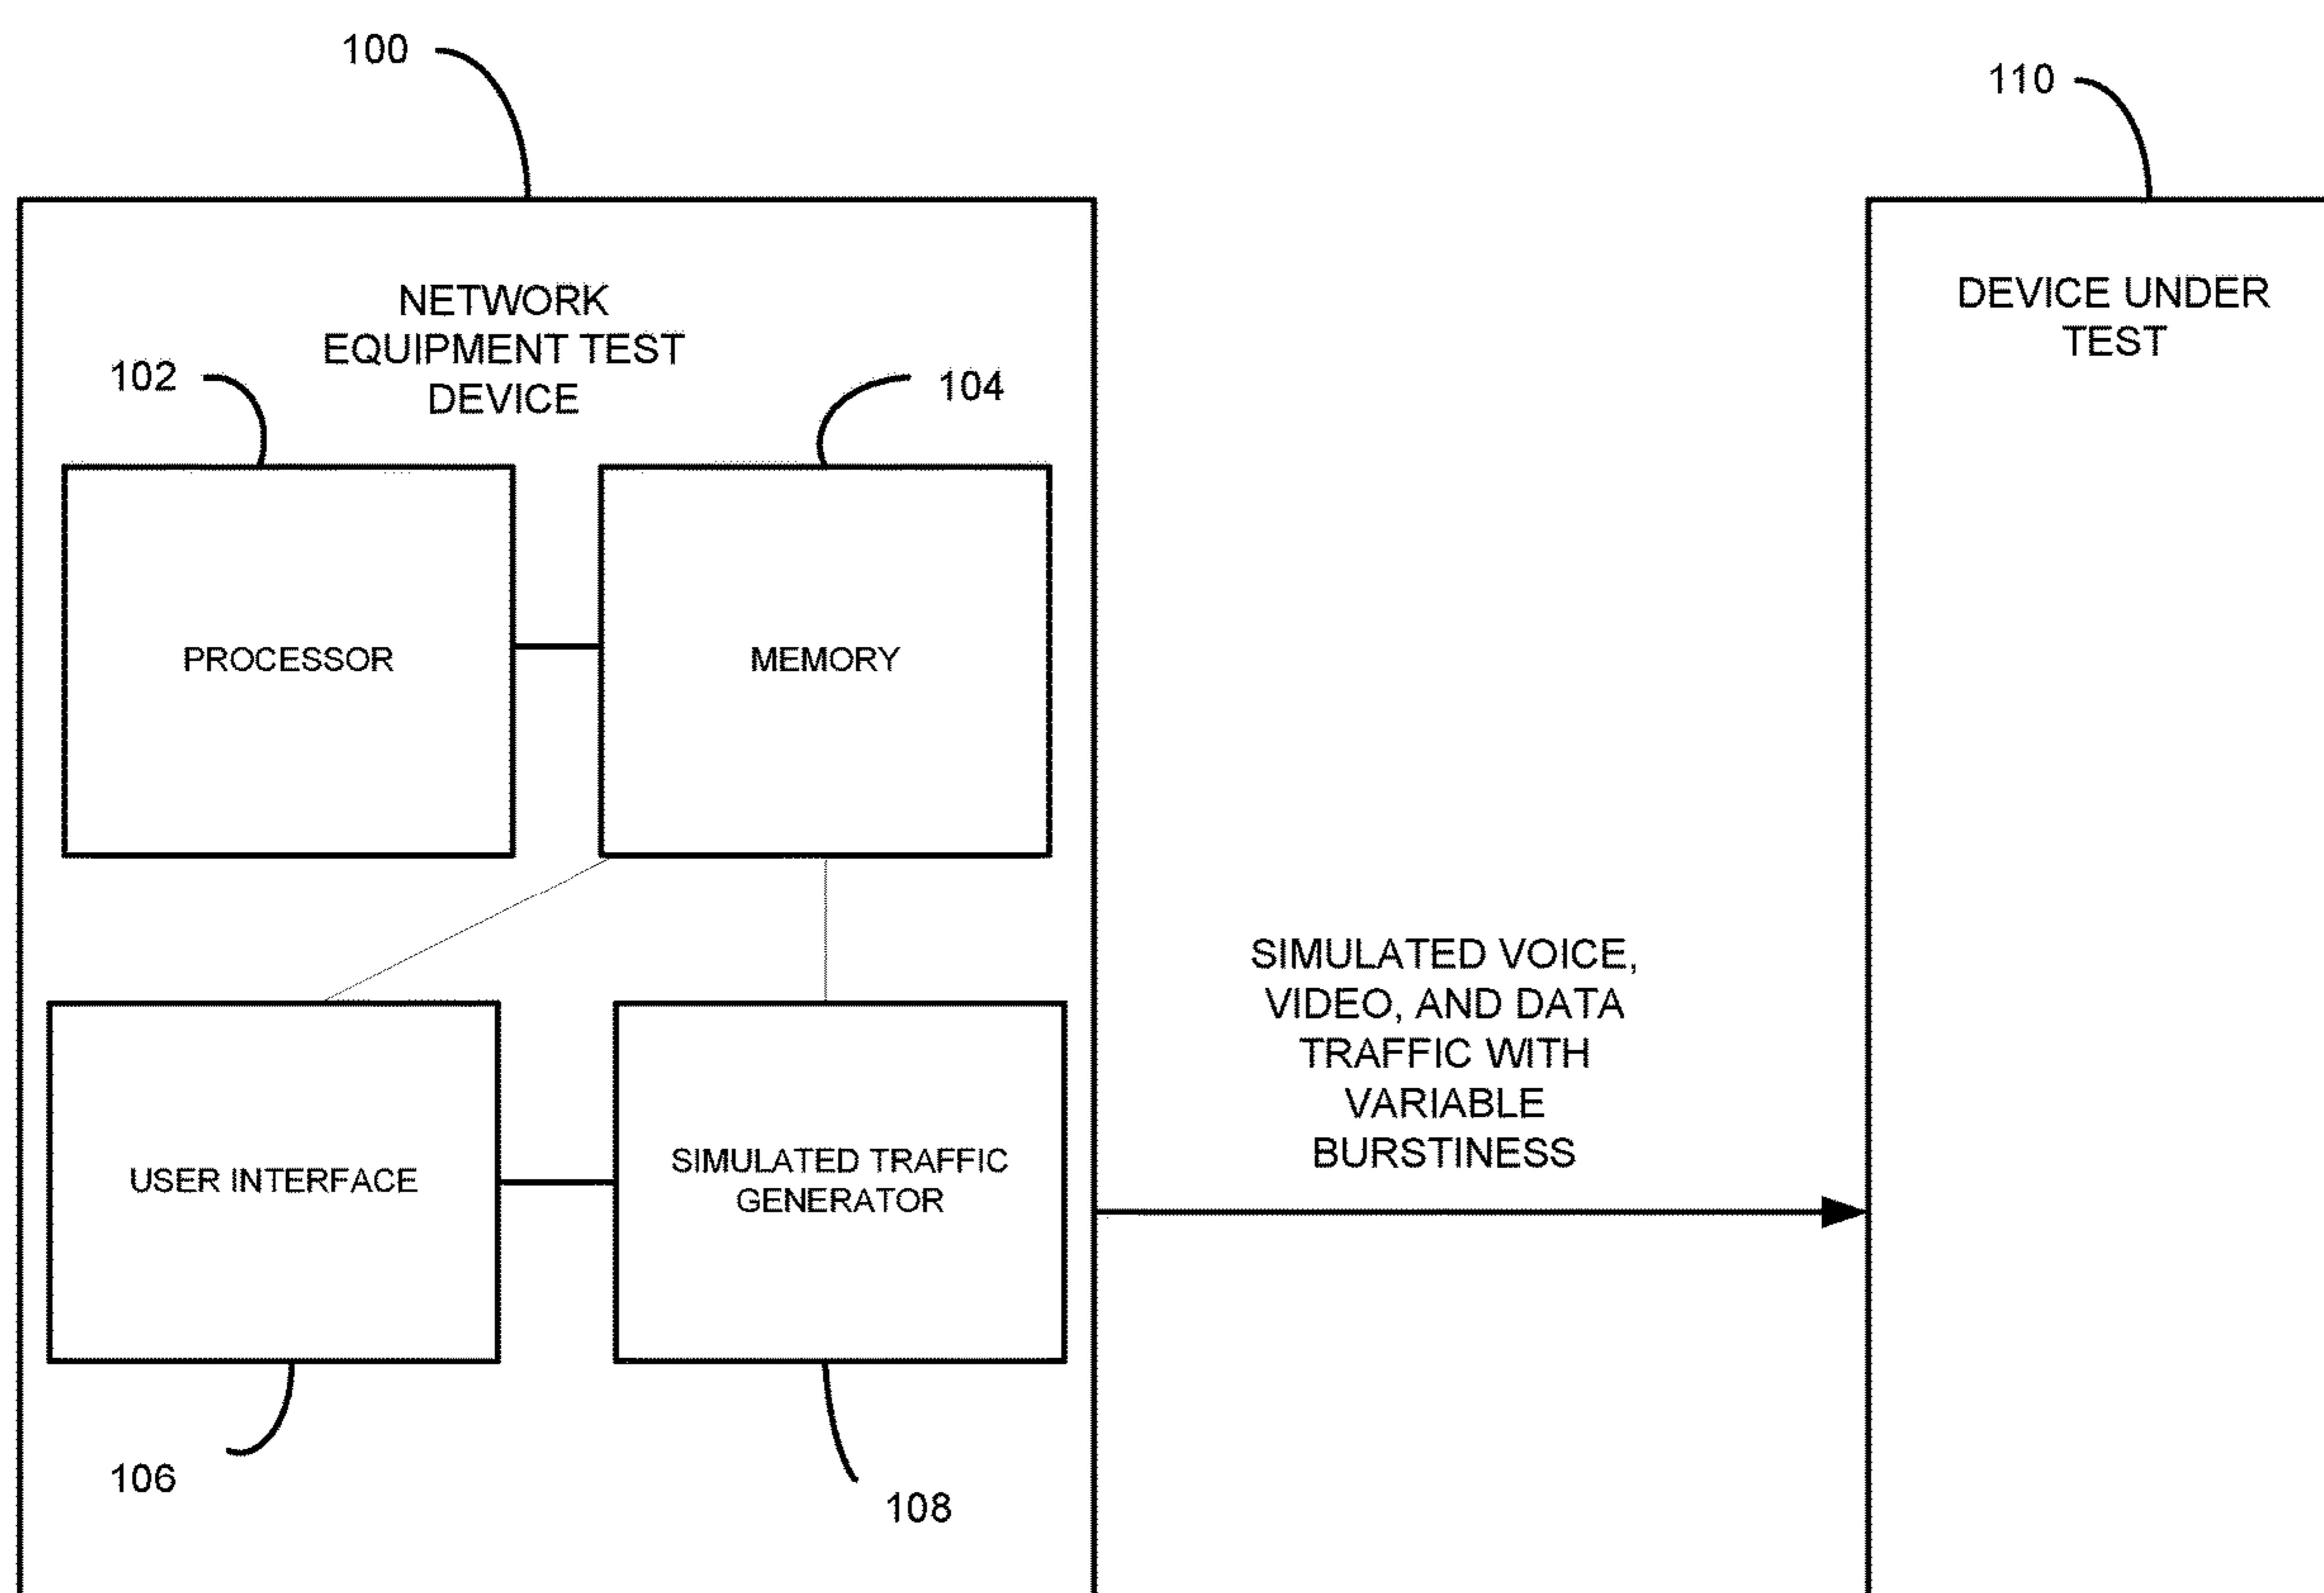 100
110
NETWORK
EQUIPMENT TEST
DEVICE
DEVICE UNDER
TEST
102
104
PROCESSOR
MEMORY
SIMULATED VOICE,
VIDEO, AND DATA
TRAFFIC WITH
VARIABLE
BURSTINESS
USER INTERFACE
SIMULATED TRAFFIC
GENERATOR
106
108